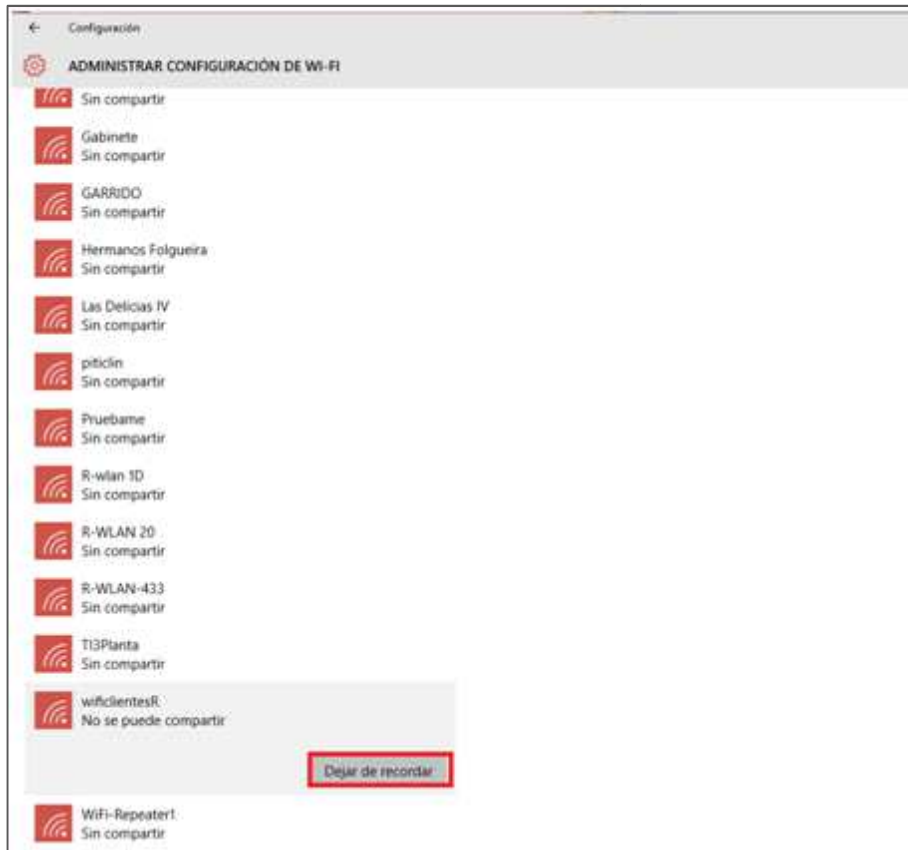 Configuración
ADMINISTRAR CONFIGURACIÓN DE WI-FI
Sin compartir
Gabinete
Sin compartir
GARRIDO
Sin compartir
Hermanos Folgueira
Sin compartir
Las Delicias IV
Sin compartir
piticlin
Sin compartir
Pruebame
Sin compartir
R-wlan 1D
Sin compartir
R-WLAN 20
Sin compartir
R-WLAN-433
Sin compartir
TI3Planta
Sin compartir
wificlientesR
No se puede compartir
Dejar de recordar
WiFi-Repeater1
Sin compartir